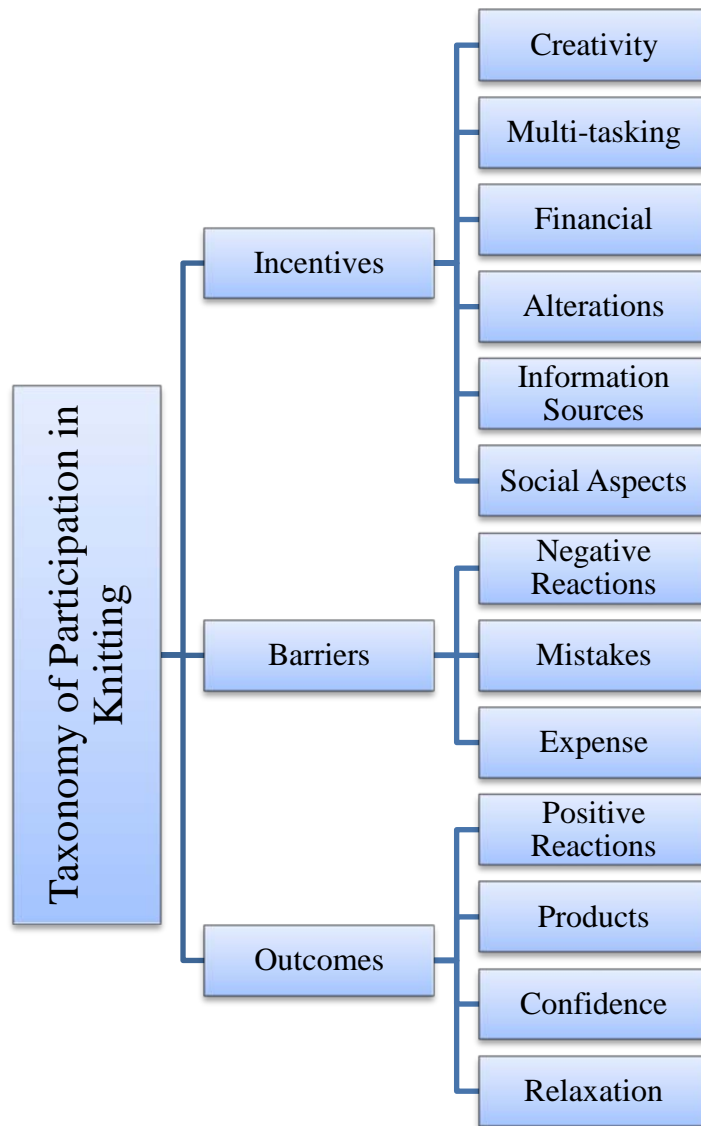 Taxonomy of Participation in
Knitting
Incentives
Creativity
Multi-tasking
Financial
Alterations
Information
Sources
Social Aspects
Barriers
Negative
Reactions
Mistakes
Expense
Outcomes
Positive
Reactions
Products
Confidence
Relaxation